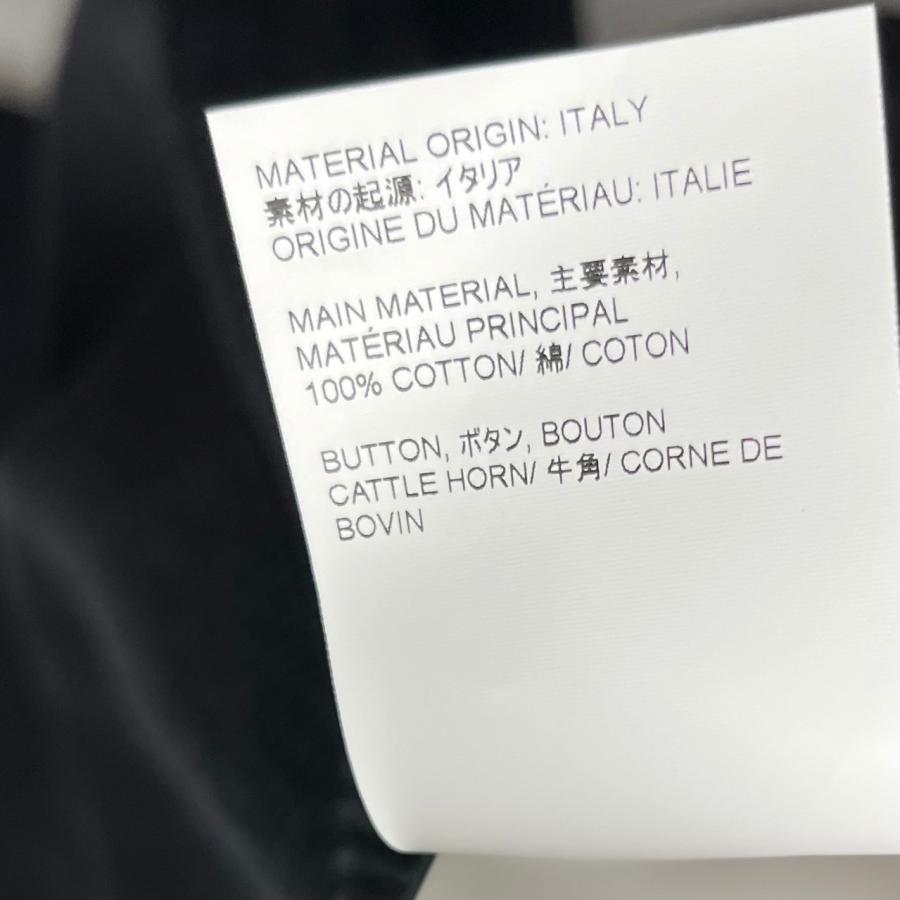 MATERIAL ORIGIN: ITALY
素材の起源: イタリア
ORIGINE DU MATÉRIAU: ITALIE
MAIN MATERIAL, 主要素材,
MATÉRIAU PRINCIPAL
100% COTTON/ 綿/ COTON
BUTTON, ボタン, BOUTON
CATTLE HORN/ 牛角/ CORNE DE
BOVIN